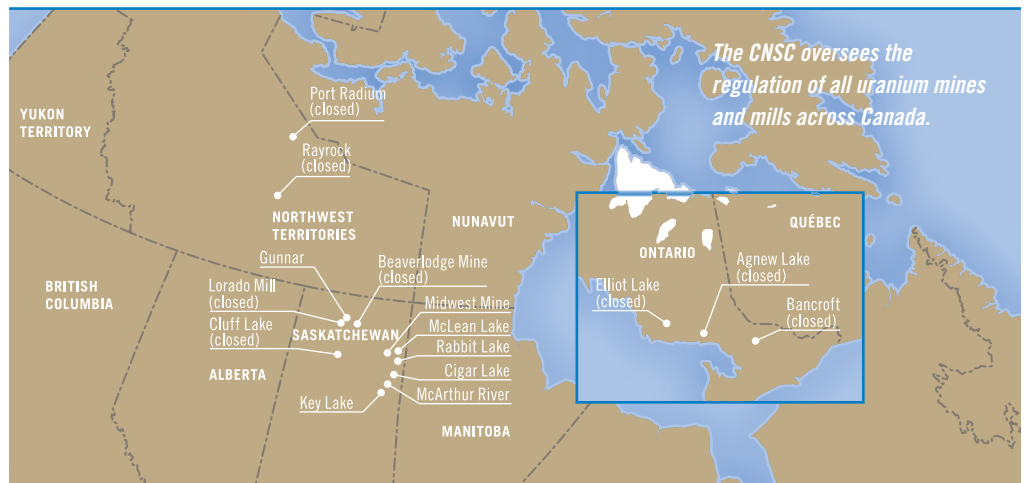 The CNSC oversees the
regulation of all uranium mines
and mills across Canada.
Port Radium
(closed)
YUKON
TERRITORY
Rayrock
(closed)
NORTHWEST
TERRITORIES
NUNAVUT
QUÉBEC
ONTARIO
Gunnar
Beaverlodge Mine
(closed)
Agnew Lake
(closed)
BRITISH
COLUMBIA
Lorado Mill
(closed)
Elliot Lake
(closed)
Midwest Mine
Bancroft
(closed)
Cluff Lake
(closed)
SASKATCHEWAN
McLean Lake
Rabbit Lake
ALBERTA
Cigar Lake
Key Lake
McArthur River
MANITOBA